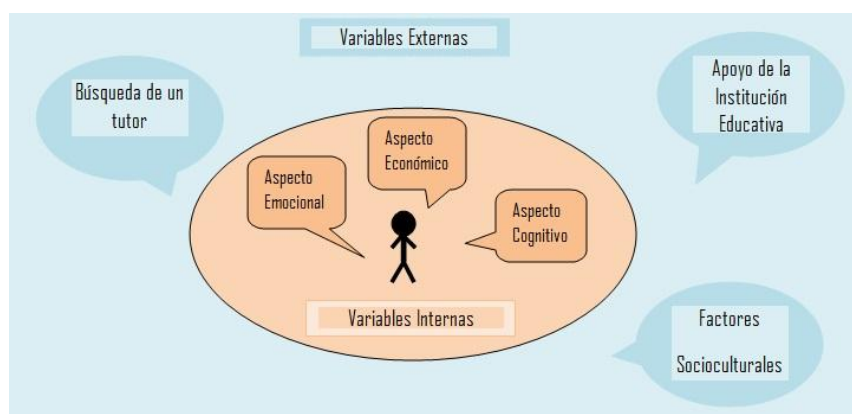 Variables Externas
Búsqueda de un
tutor
Apoyo de la
Institución
Educativa
Aspecto
Económico
Aspecto
Emocional
Aspecto
Cognitivo
Variables Internas
Factores
Socioculturales